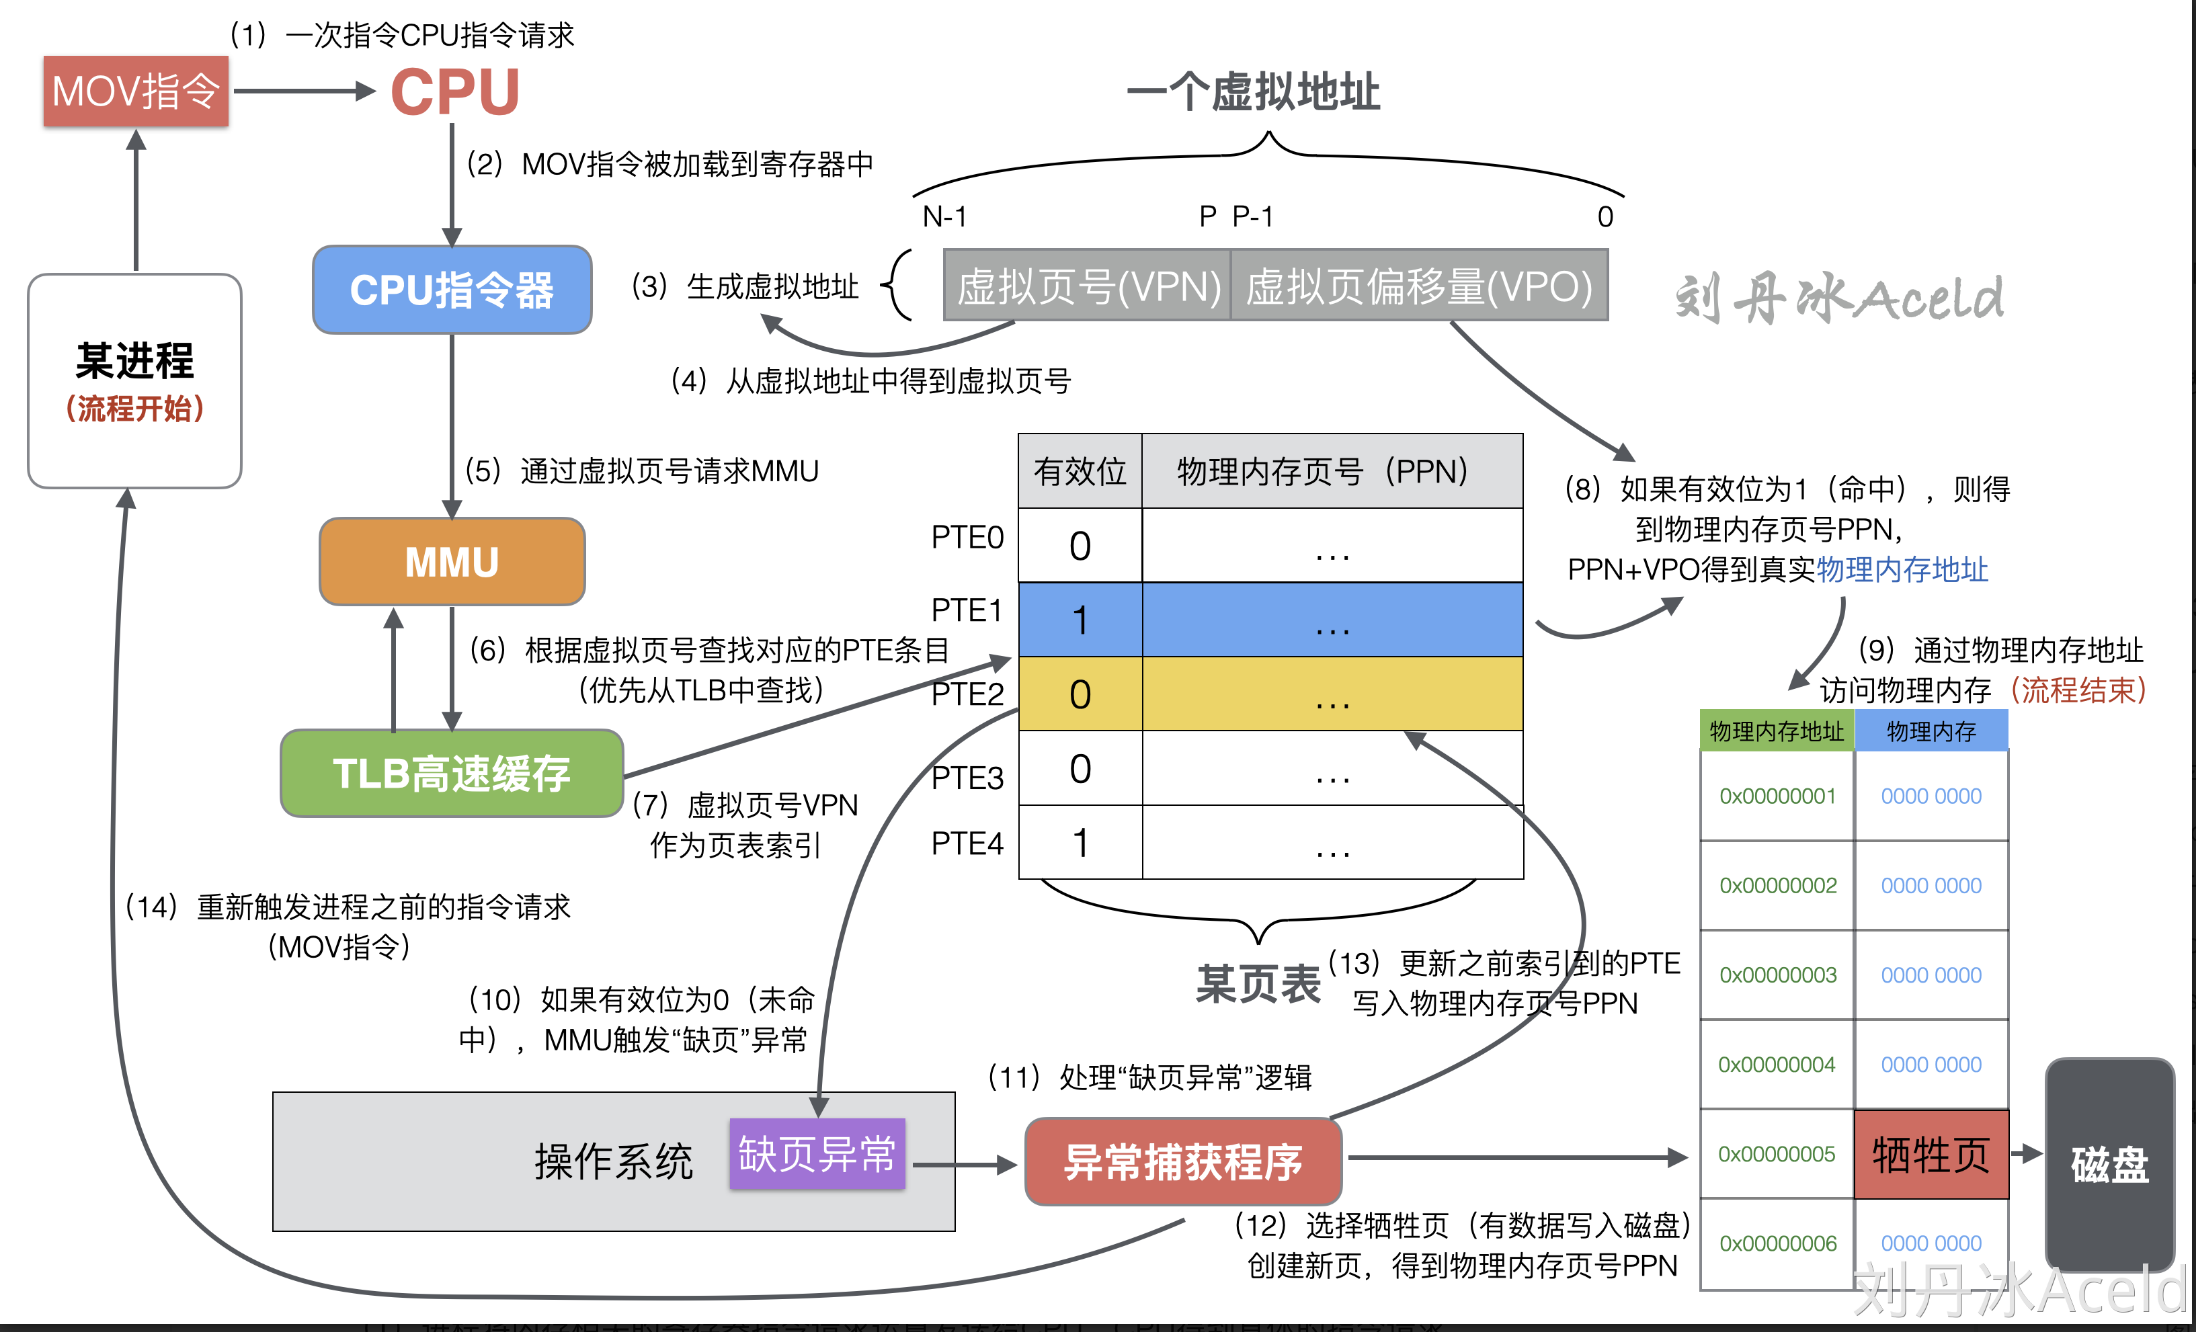 (1) 一次指令CPU指令请求
MOV指令
CPU
(2) MOV指令被加载到寄存器中
CPU指令器
某进程
(流程开始)
一个虚拟地址
N-1
P P-1
0
(3) 生成虚拟地址
虚拟页号(VPN)
虚拟页偏移量(VPO)
刘丹冰Aceld
(4) 从虚拟地址中得到虚拟页号
(5) 通过虚拟页号请求MMU
MMU
(6) 根据虚拟页号查找对应的PTE条目
(优先从TLB中查找)
TLB高速缓存
(7) 虚拟页号VPN
作为页表索引
有效位
物理内存页号 (PPN)
PTE0
0
...
PTE1
1
...
PTE2
0
...
PTE3
0
...
PTE4
1
...
某页表
(8) 如果有效位为1 (命中) ,则得
到物理内存页号PPN,
PPN+VPO得到真实物理内存地址
(9) 通过物理内存地址
访问物理内存 (流程结束)
物理内存地址
物理内存
0x00000001
0000 0000
0x00000002
0000 0000
0x00000003
0000 0000
0x00000004
0000 0000
0x00000005
牺牲页
0x00000006
0000 0000
磁盘
(10) 如果有效位为0 (未命
中) ,MMU触发“缺页”异常
操作系统
缺页异常
(11) 处理“缺页异常”逻辑
异常捕获程序
(12) 选择牺牲页 (有数据写入磁盘)
创建新页, 得到物理内存页号PPN
(13) 更新之前索引到的PTE
写入物理内存页号PPN
(14) 重新触发进程之前的指令请求
(MOV指令)
刘丹冰Aceld